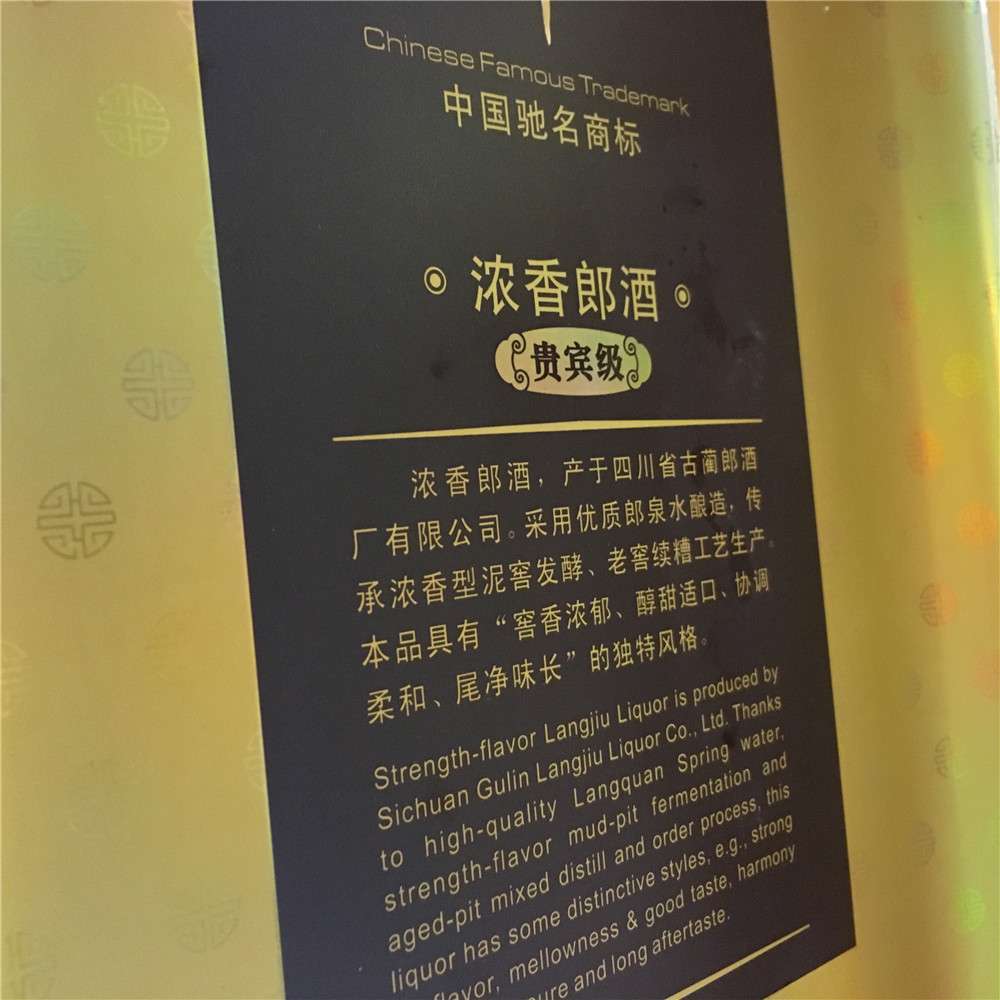 Chinese Famous Trademark
中国驰名商标
浓香郎酒
贵宾级
浓香郎酒，产于四川省古蔺郎酒
厂有限公司。采用优质郎泉水酿造，传
承浓香型泥窖发酵、老窖续糟工艺生产。
本品具有“窖香浓郁、醇甜适口、协调
柔和、尾净味长”的独特风格。
Strength-flavor Langjiu Liquor is produced by
Sichuan Gulin Langjiu Liquor Co., Ltd. Thanks
to high-quality Langquan Spring water,
strength-flavor mud-pit fermentation and
aged-pit mixed distill and order process, this
liquor has some distinctive styles, e.g., strong
flavor, mellowness & good taste, harmony
and long aftertaste.